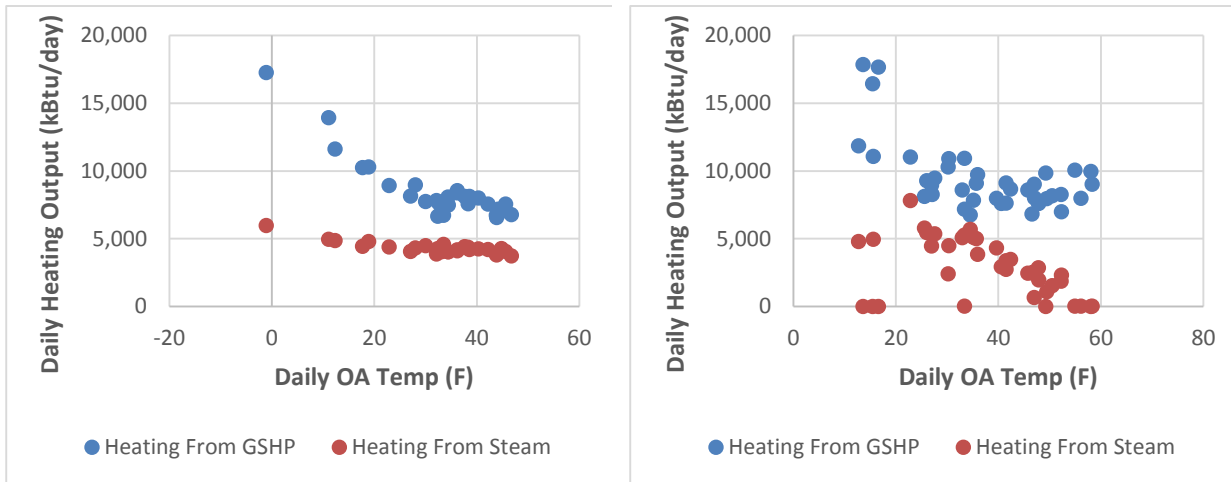 Daily Heating Output (kBtu/day)
20,000
15,000
10,000
5,000
0
-20
0
20
40
60
Daily OA Temp (F)
Heating From GSHP
Heating From Steam
Daily Heating Output (kBtu/day)
20,000
15,000
10,000
5,000
0
0
20
40
60
80
Daily OA Temp (F)
Heating From GSHP
Heating From Steam